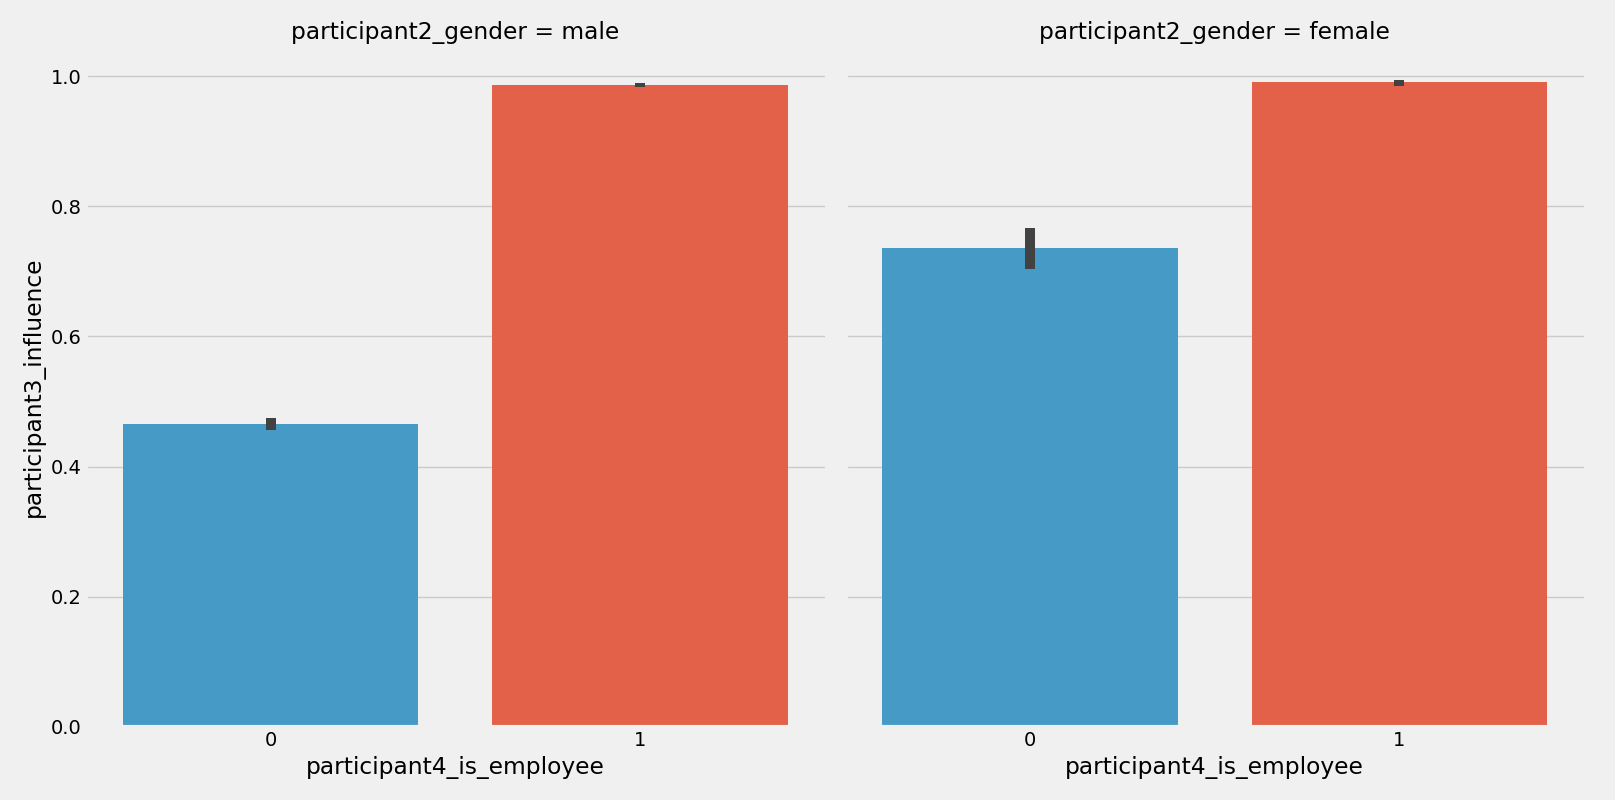 participant2_gender = male
participant2_gender = female
participant3_influence
1.0
0.8
0.6
0.4
0.2
0.0
0 1
0 1
participant4_is_employee
participant4_is_employee